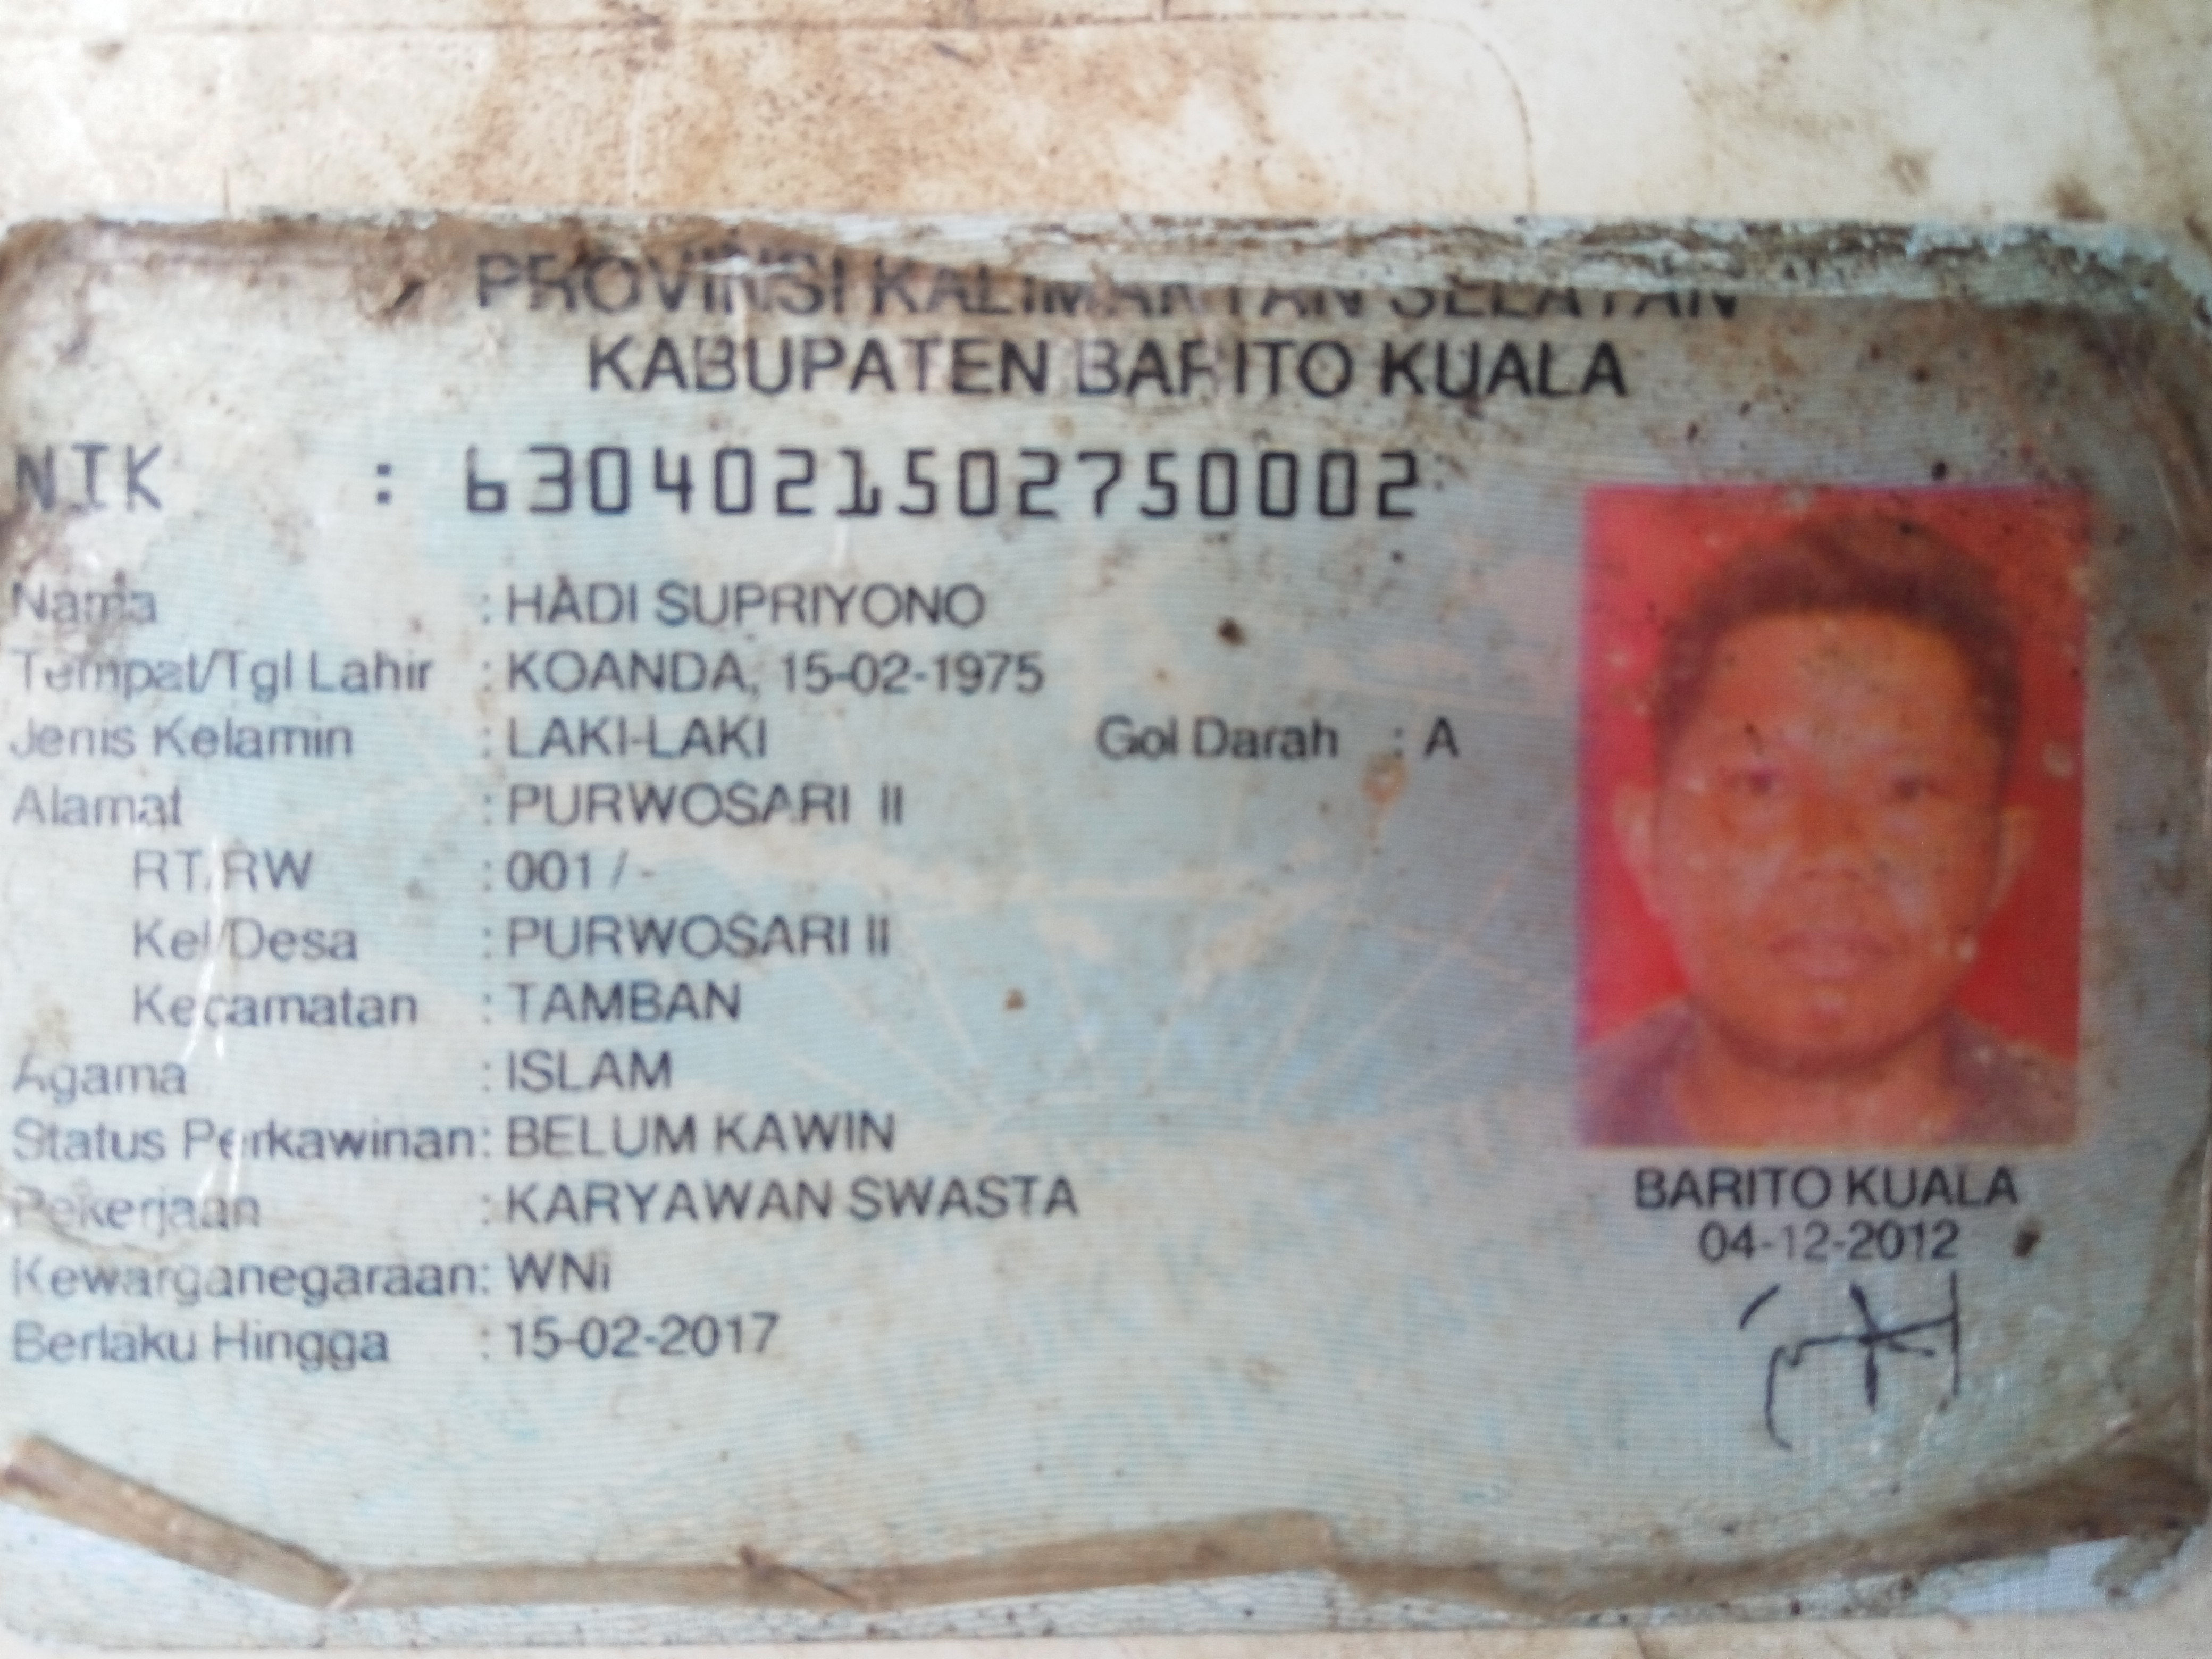 PROVINSI KALIMANTAN SELATAN
KABUPATEN BARITO KUALA
NIK : 6304021502750002
Nama : HADI SUPRIYONO
Tempat/Tgl Lahir : KOANDA, 15-02-1975
Jenis Kelamin : LAKI-LAKI Gol Darah : A
Alamat : PURWOSARI II
RT/RW : 001 / -
Kel/Desa : PURWOSARI II
Kecamatan : TAMBAN
Agama : ISLAM
Status Perkawinan: BELUM KAWIN
Pekerjaan : KARYAWAN SWASTA
Kewarganegaraan: WNI
Berlaku Hingga : 15-02-2017
BARITO KUALA
04-12-2012